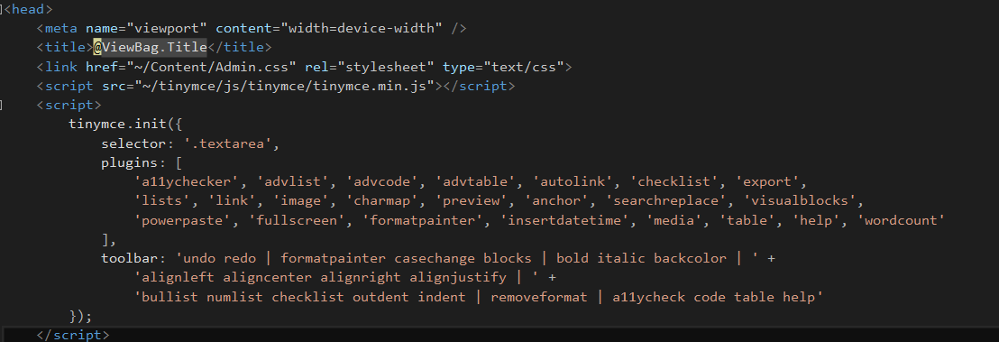 <head>
<meta name="viewport" content="width=device-width" />
<title>@ViewBag.Title</title>
<link href="~/Content/Admin.css" rel="stylesheet" type="text/css">
<script src="~/tinymce/js/tinymce/tinymce.min.js"></script>
<script>
tinymce.init({
selector: '.textarea',
plugins: [
'a11ychecker', 'advlist', 'advcode', 'advtable', 'autolink', 'checklist', 'export',
'lists', 'link', 'image', 'charmap', 'preview', 'anchor', 'searchreplace', 'visualblocks',
'powerpaste', 'fullscreen', 'formatpainter', 'insertdatetime', 'media', 'table', 'help', 'wordcount'
],
toolbar: 'undo redo | formatpainter casechange blocks | bold italic backcolor | ' +
'alignleft aligncenter alignright alignjustify | ' +
'bullist numlist checklist outdent indent | removeformat | a11ycheck code table help'
});
</script>